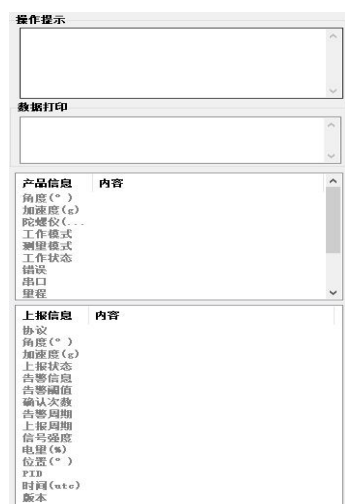 操作提示
数据打印
产品信息 内容
角度(°)
加速度(g)
陀螺仪(...
工作模式
测量模式
工作状态
错误
串口
量程
上报信息 内容
协议
角度(°)
加速度(g)
上报状态
告警信息
告警阈值
确认次数
告警周期
上报周期
信号强度
电量(%)
位置(°)
PID
时间(utc)
版本